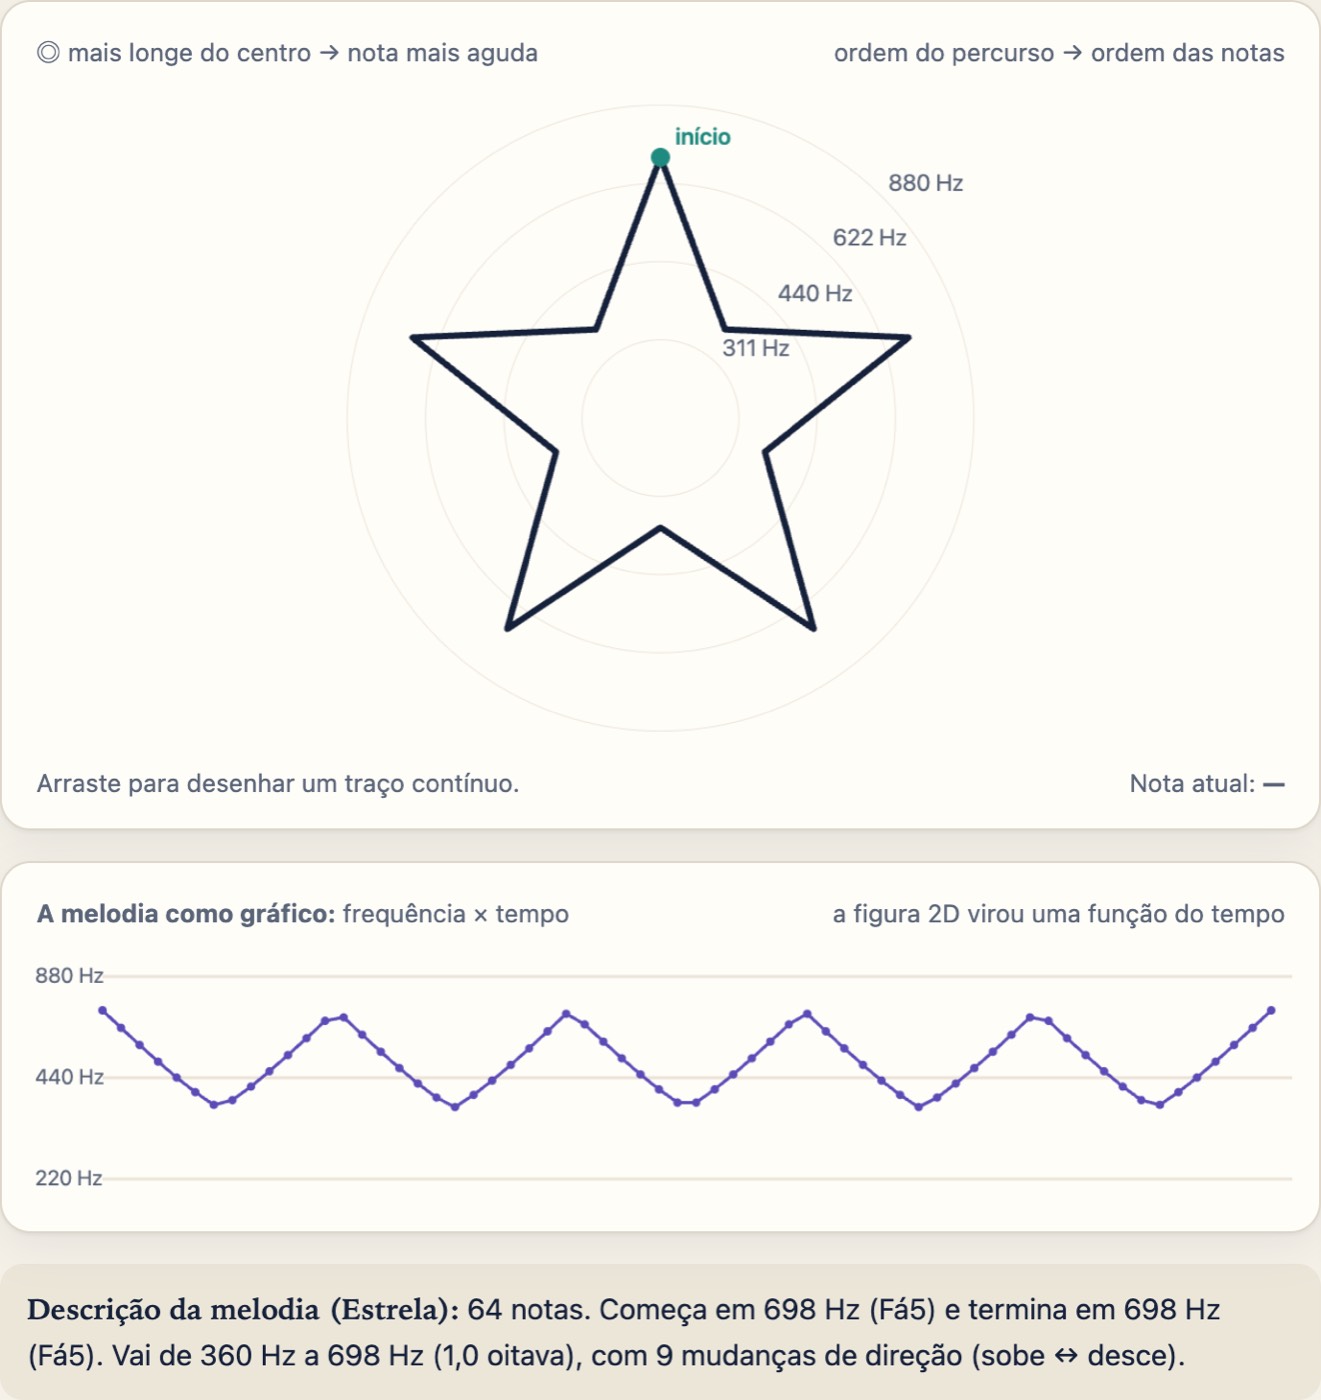 ◎ mais longe do centro → nota mais aguda
ordem do percurso → ordem das notas
início
880 Hz
622 Hz
440 Hz
311 Hz
Arraste para desenhar um traço contínuo.
Nota atual: —
A melodia como gráfico: frequência × tempo
a figura 2D virou uma função do tempo
880 Hz
440 Hz
220 Hz
Descrição da melodia (Estrela): 64 notas. Começa em 698 Hz (Fá5) e termina em 698 Hz
(Fá5). Vai de 360 Hz a 698 Hz (1,0 oitava), com 9 mudanças de direção (sobe ↔ desce).